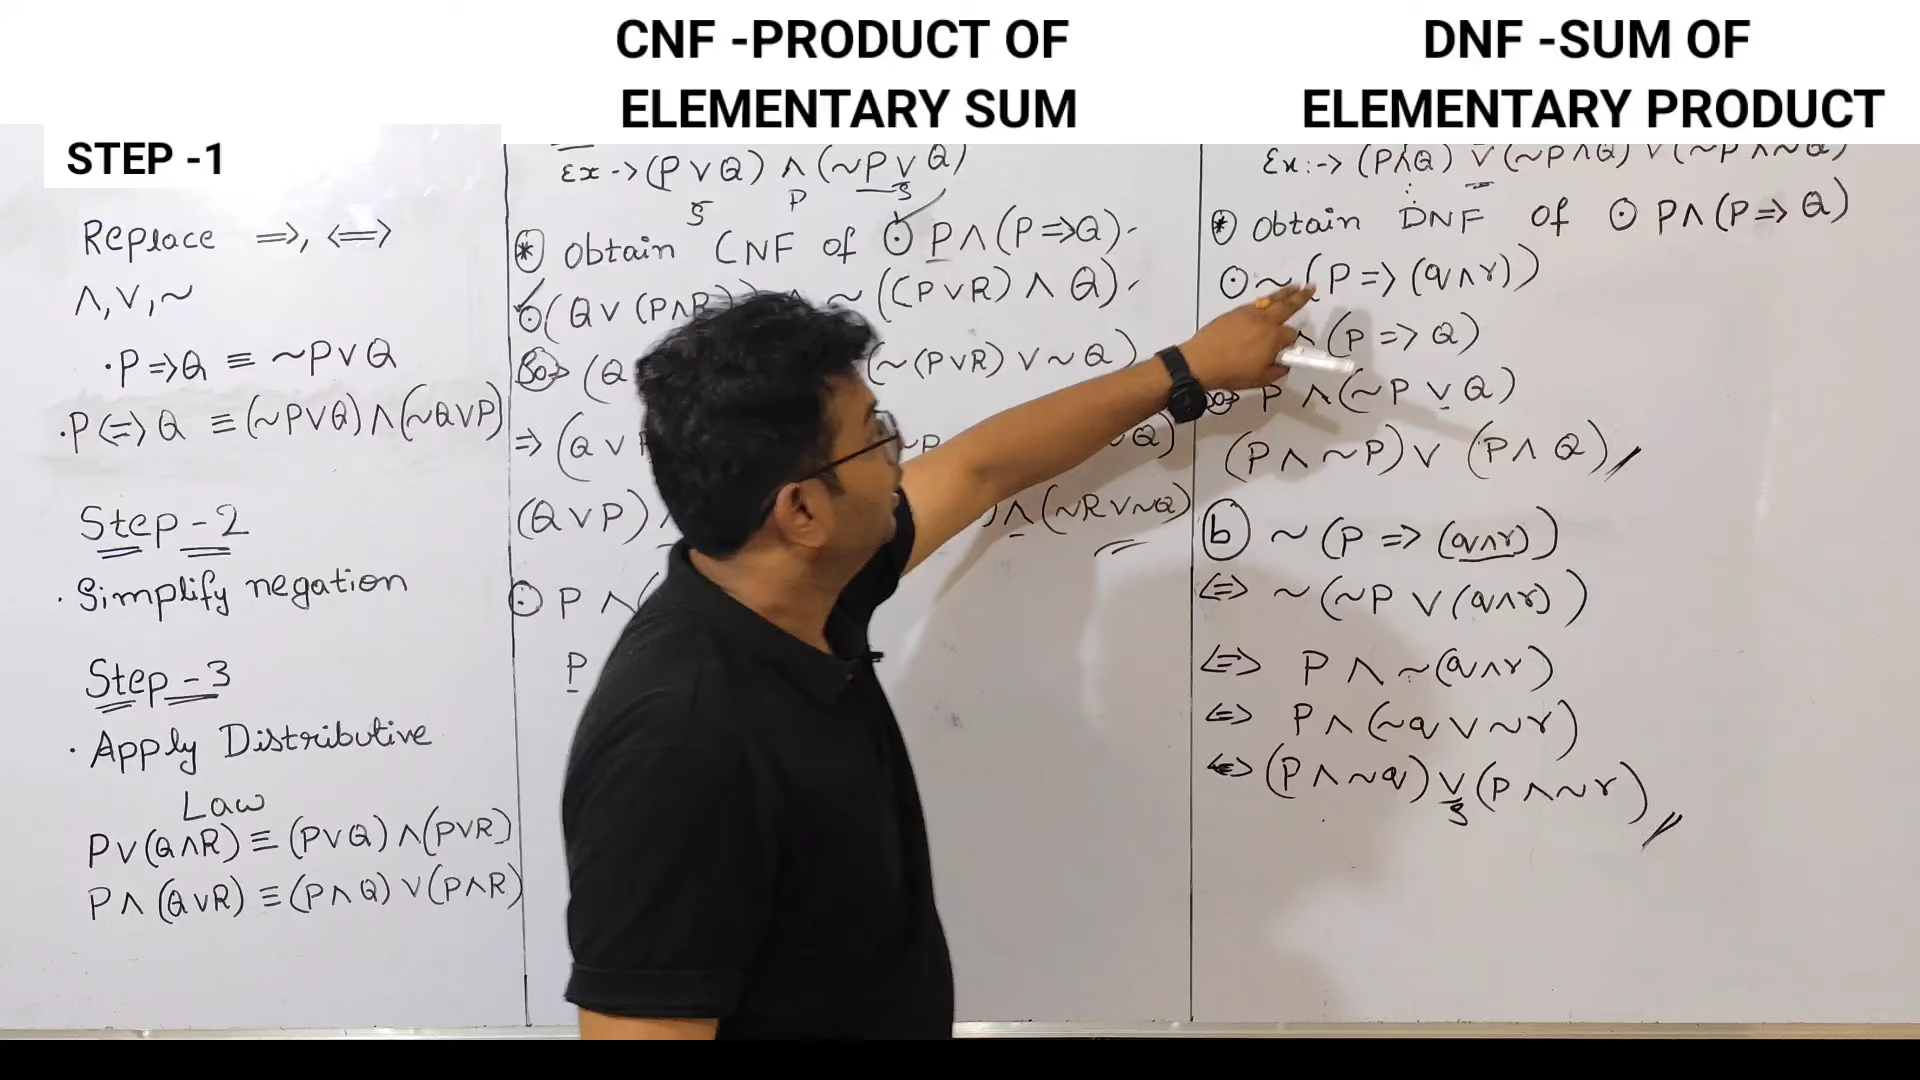 CNF -PRODUCT OF
ELEMENTARY SUM
DNF -SUM OF
ELEMENTARY PRODUCT
STEP -1
Replace =>, <=>
∧, ∨, ~
· P => Q ≡ ~P ∨ Q
· P <=> Q ≡ (~P∨Q) ∧ (~Q∨P)
Step - 2
· Simplify negation
Step - 3
· Apply Distributive
Law
P∨(Q∧R) ≡ (P∨Q) ∧ (P∨R)
P∧(Q∨R) ≡ (P∧Q) ∨ (P∧R)
Ex -> (P ∨ Q) ∧ (~P ∨ Q)
S P S
* Obtain CNF of ⊙ P∧(P=>Q)·
⊙ (Q ∨ (P∧R)) ∧ ~((P∨R) ∧ Q)·
(Q (~(P∨R) ∨ ~Q)
=> (Q ∨ P ~P Q)
(Q ∨ P) ) ∧ (~R∨~Q)
⊙ P ∧(
P
Ex :-> (P∧Q) ∨ (~P∧Q) ∨ (~P∧~Q)
* Obtain DNF of ⊙ P∧(P=>Q)
⊙ ~(P => (q∧r))
∧ (P => Q)
P ∧ (~P ∨ Q)
(P ∧ ~P) ∨ (P∧ Q)
b ~(P => (q∧r))
<=> ~(~P ∨ (q∧r))
<=> P ∧ ~(q∧r)
<=> P ∧ (~q ∨ ~r)
<=> (P ∧ ~q) ∨ (P ∧ ~r)
S